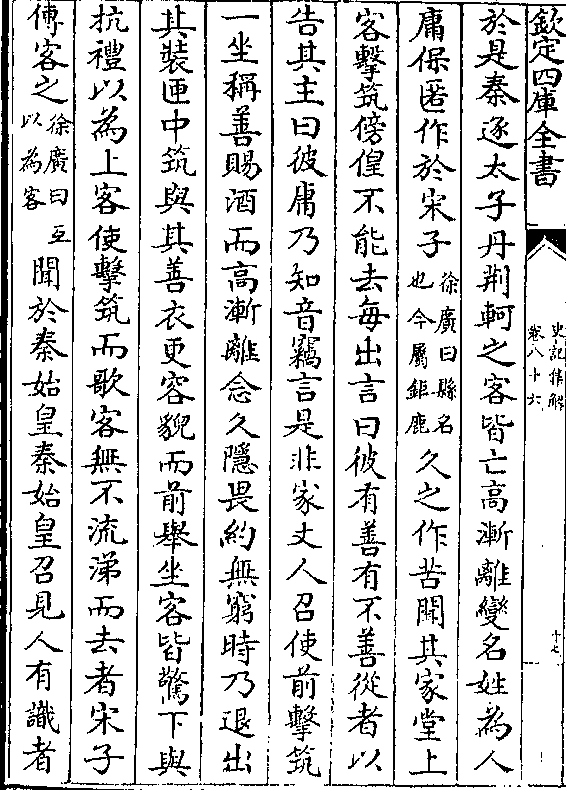 欽定四庫全書
史記集解
卷八十六
十七
於是秦逐太子丹荆軻之客皆亡高漸離變名姓為人
庸保匿作於宋子徐廣曰縣名也今屬鉅鹿久之作苦聞其家堂上
客擊筑傍偟不能去每出言曰彼有善有不善從者以
告其主曰彼庸乃知音竊言是非家丈人召使前擊筑
一坐稱善賜酒而高漸離念久隱畏約無窮時乃退出
其裝匣中筑與其善衣更容貌而前舉坐客皆驚下與
抗禮以為上客使擊筑而歌客無不流涕而去者宋子
傳客之徐廣曰互以為客聞於秦始皇秦始皇召見人有識者